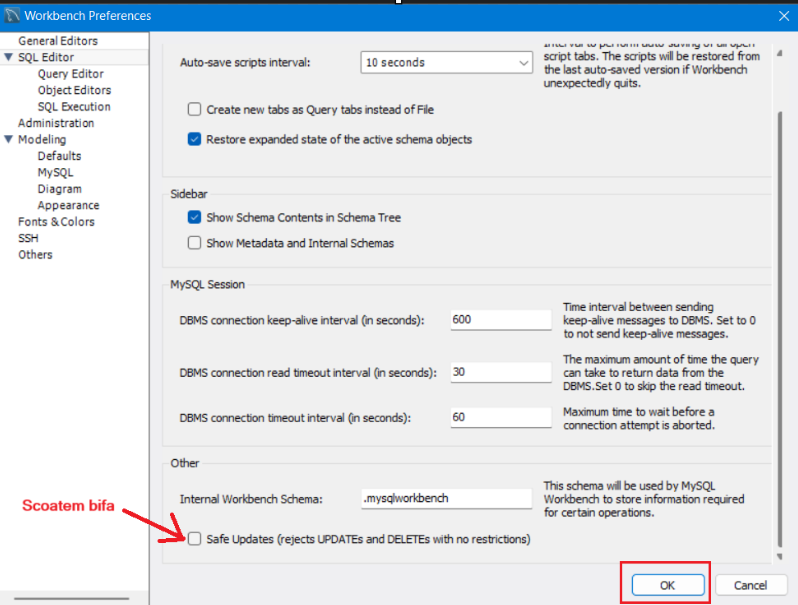 Workbench Preferences
General Editors
SQL Editor
Query Editor
Object Editors
SQL Execution
Administration
Modeling
Defaults
MySQL
Diagram
Appearance
Fonts & Colors
SSH
Others
Auto-save scripts interval:
10 seconds
Interval to perform auto-saving of all open
script tabs. The scripts will be restored from
the last auto-saved version if Workbench
unexpectedly quits.
Create new tabs as Query tabs instead of File
Restore expanded state of the active schema objects
Sidebar
Show Schema Contents in Schema Tree
Show Metadata and Internal Schemas
MySQL Session
DBMS connection keep-alive interval (in seconds):
600
Time interval between sending
keep-alive messages to DBMS. Set to 0
to not send keep-alive messages.
DBMS connection read timeout interval (in seconds):
30
The maximum amount of time the query
can take to return data from the
DBMS.Set 0 to skip the read timeout.
DBMS connection timeout interval (in seconds):
60
Maximum time to wait before a
connection attempt is aborted.
Other
Internal Workbench Schema:
.mysqlworkbench
This schema will be used by MySQL
Workbench to store information required
for certain operations.
Scoatem bifa
Safe Updates (rejects UPDATEs and DELETEs with no restrictions)
OK
Cancel